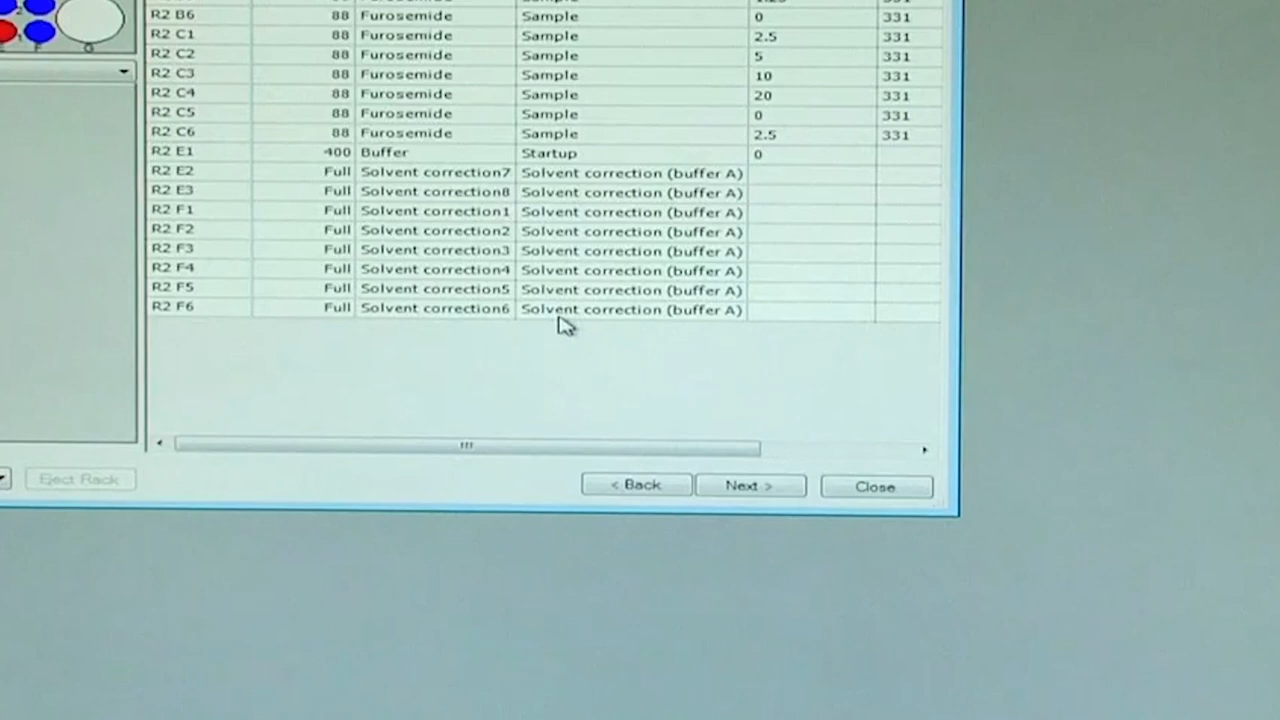 R2 B6 88 Furosemide Sample 0 331
R2 C1 88 Furosemide Sample 2.5 331
R2 C2 88 Furosemide Sample 5 331
R2 C3 88 Furosemide Sample 10 331
R2 C4 88 Furosemide Sample 20 331
R2 C5 88 Furosemide Sample 0 331
R2 C6 88 Furosemide Sample 2.5 331
R2 E1 400 Buffer Startup 0
R2 E2 Full Solvent correction7 Solvent correction (buffer A)
R2 E3 Full Solvent correction8 Solvent correction (buffer A)
R2 F1 Full Solvent correction1 Solvent correction (buffer A)
R2 F2 Full Solvent correction2 Solvent correction (buffer A)
R2 F3 Full Solvent correction3 Solvent correction (buffer A)
R2 F4 Full Solvent correction4 Solvent correction (buffer A)
R2 F5 Full Solvent correction5 Solvent correction (buffer A)
R2 F6 Full Solvent correction6 Solvent correction (buffer A)
Eject Rack < Back Next > Close